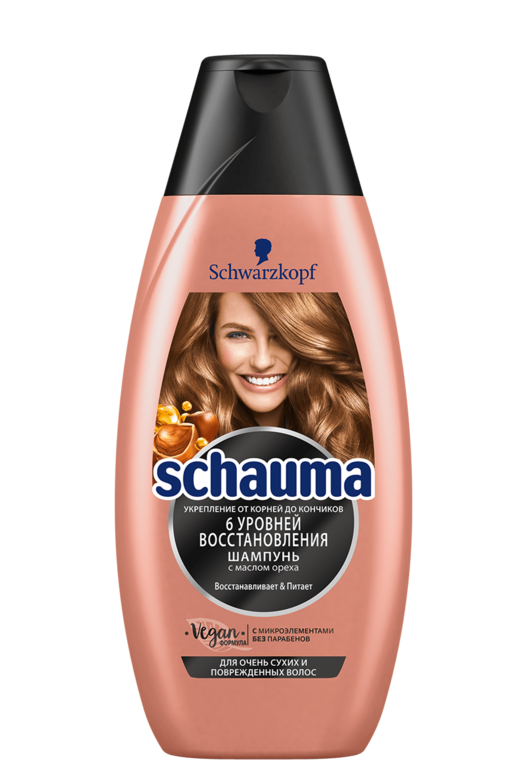 Schwarzkopf
schauma
УКРЕПЛЕНИЕ ОТ КОРНЕЙ ДО КОНЧИКОВ
6 УРОВНЕЙ
ВОССТАНОВЛЕНИЯ
ШАМПУНЬ
с маслом ореха
Восстанавливает & Питает
Vegan
ФОРМУЛА
С МИКРОЭЛЕМЕНТАМИ
БЕЗ ПАРАБЕНОВ
ДЛЯ ОЧЕНЬ СУХИХ И
ПОВРЕЖДЕННЫХ ВОЛОС